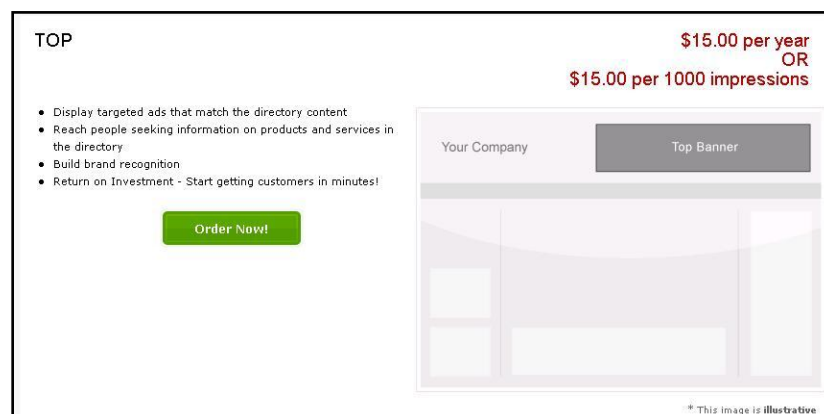 TOP
$15.00 per year
OR
$15.00 per 1000 impressions
● Display targeted ads that match the directory content
● Reach people seeking information on products and services in
the directory
● Build brand recognition
● Return on Investment - Start getting customers in minutes!
Order Now!
Your Company
Top Banner
* This image is illustrative